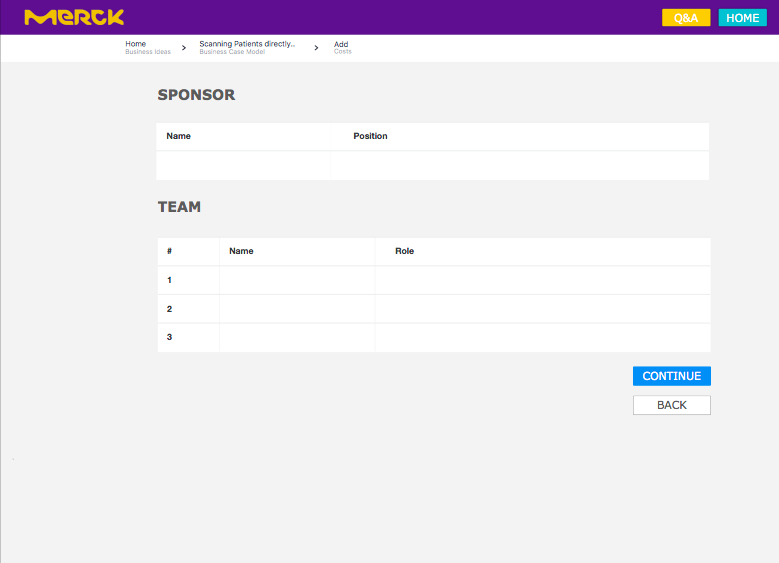 MERCK
Q&A HOME
Home > Scanning Patients directly.. > Add
Business Ideas Business Case Model Costs
SPONSOR
Name Position
TEAM
# Name Role
1
2
3
CONTINUE
BACK